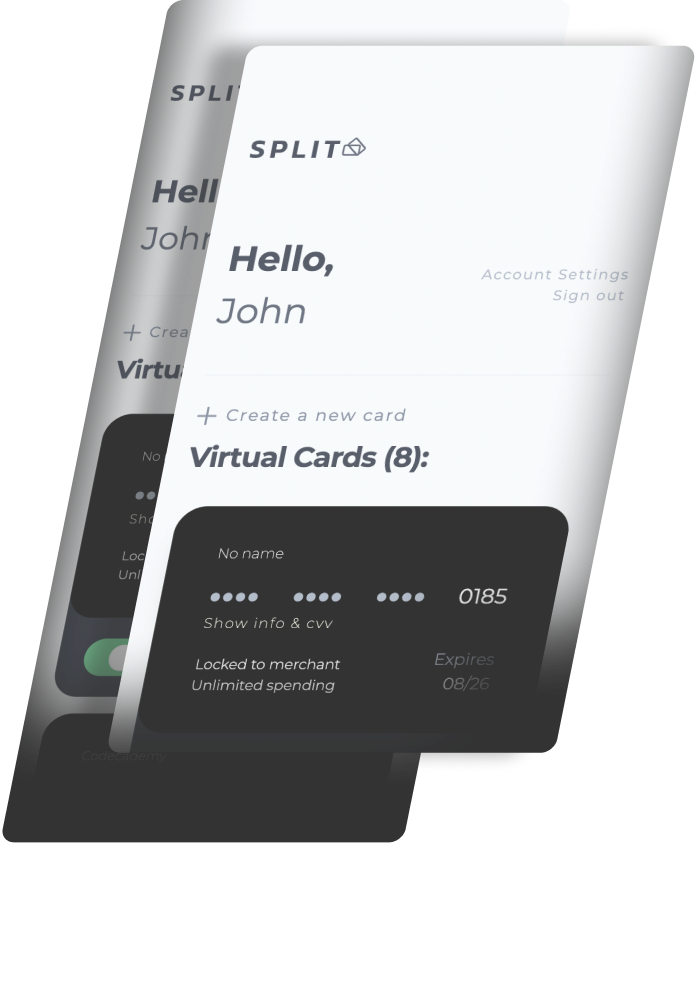 SPLIT
Hell
John
Crea
Virtu
No
Sho
Loc
Unl
Codecademy
SPLIT
Hello,
John
Account Settings
Sign out
+ Create a new card
Virtual Cards (8):
No name
•••• •••• •••• 0185
Show info & cvv
Locked to merchant
Unlimited spending
Expires
08/26